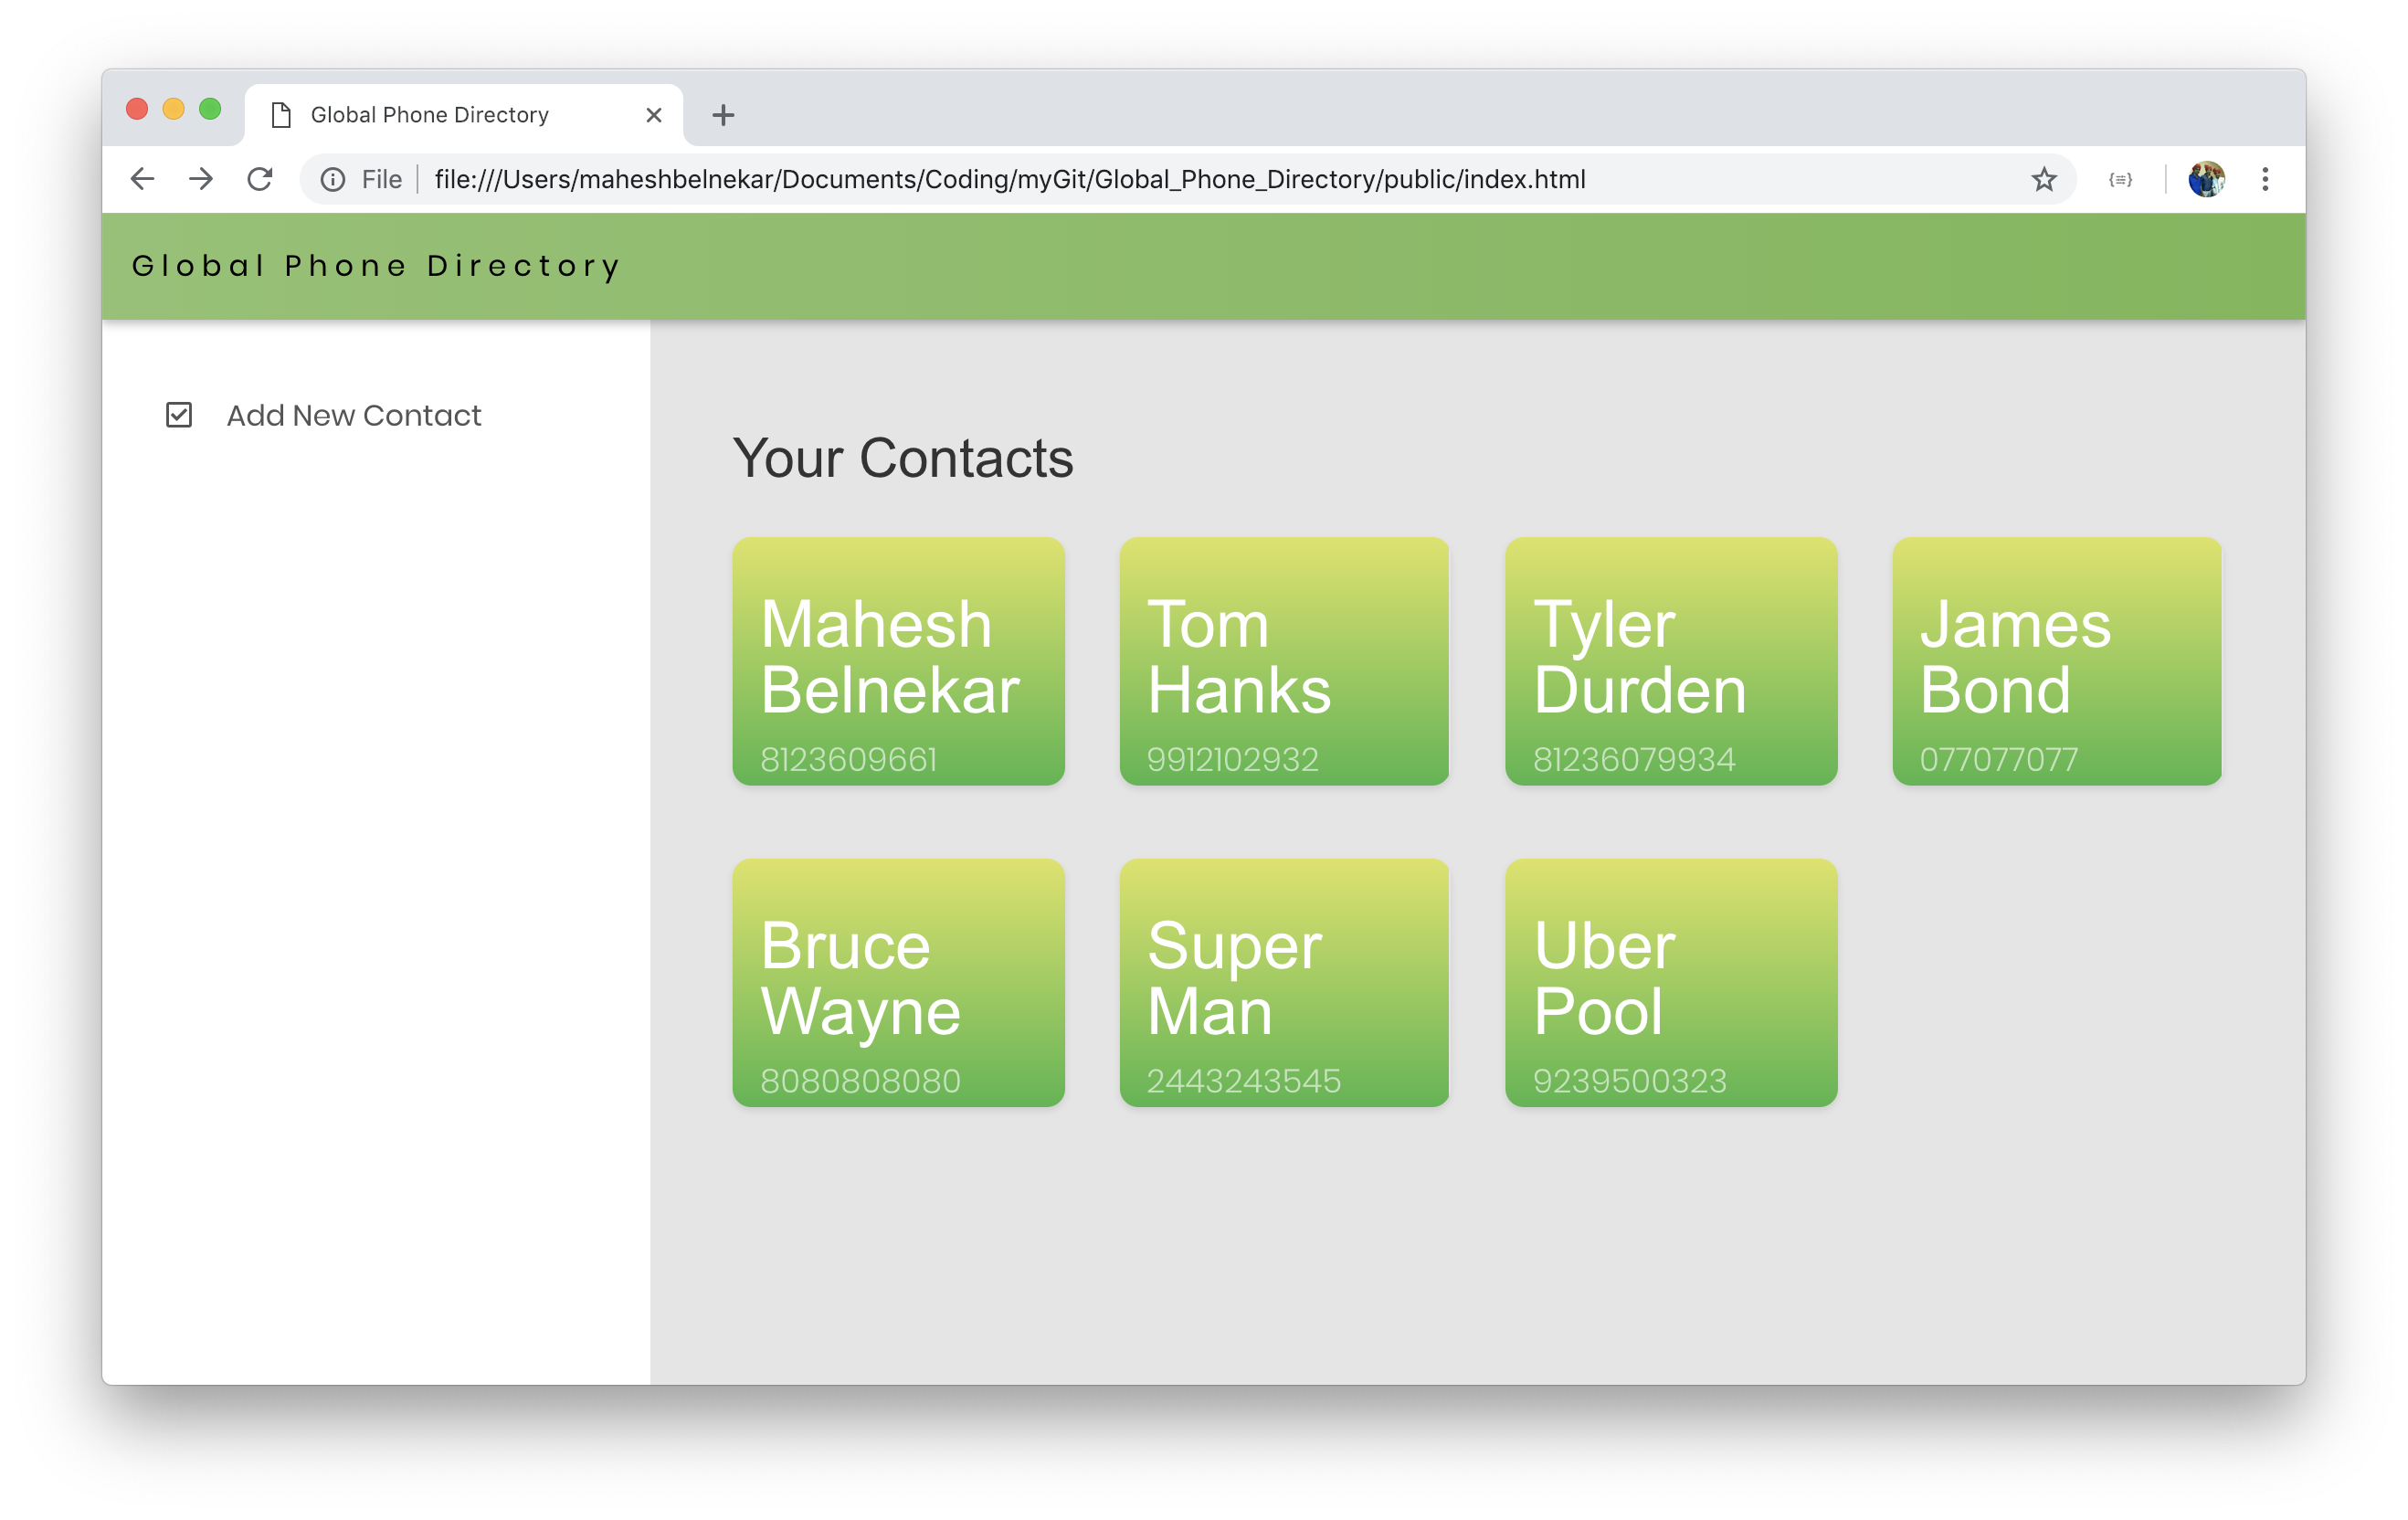 Global Phone Directory
File file:///Users/maheshbelnekar/Documents/Coding/myGit/Global_Phone_Directory/public/index.html
Global Phone Directory
Add New Contact
Your Contacts
Mahesh
Belnekar
8123609661
Tom
Hanks
9912102932
Tyler
Durden
81236079934
James
Bond
077077077
Bruce
Wayne
8080808080
Super
Man
2443243545
Uber
Pool
9239500323